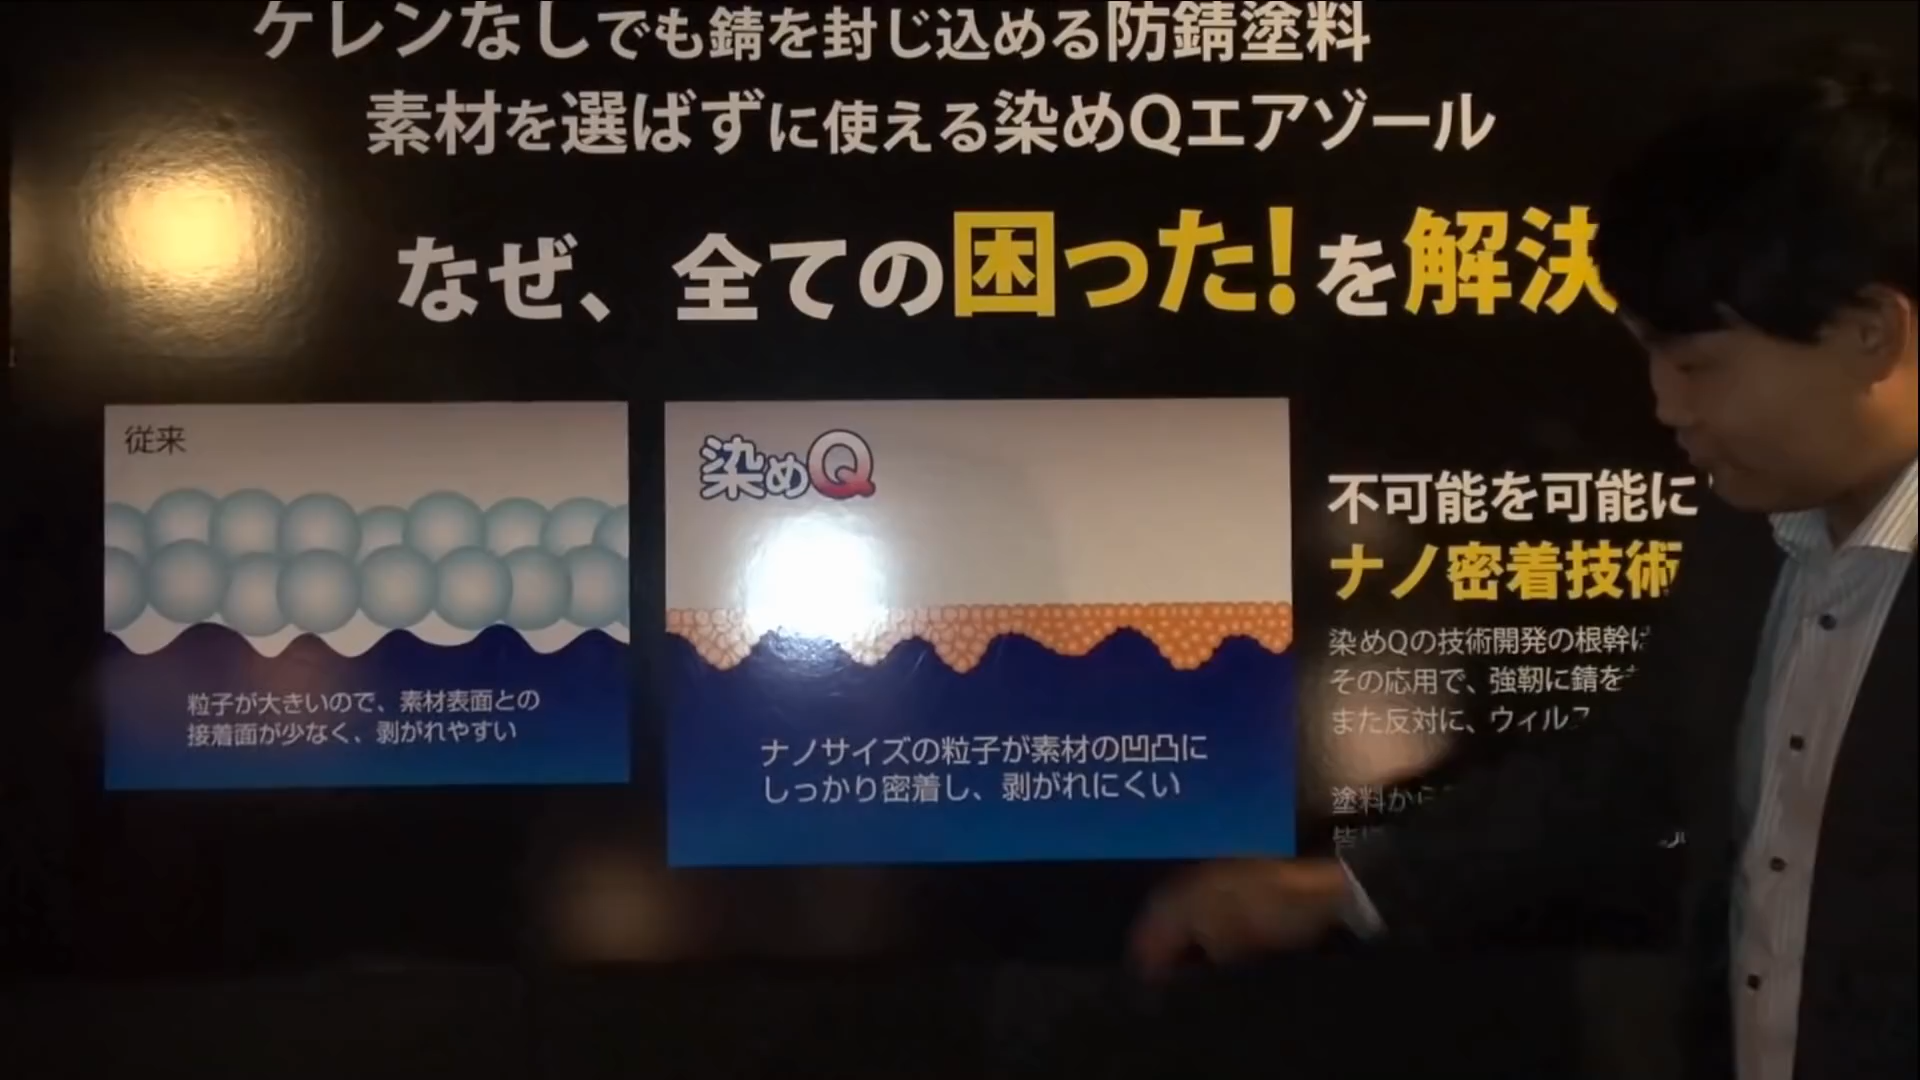 ケレンなしでも錆を封じ込める防錆塗料
素材を選ばずに使える染めQエアゾール
なぜ、全ての困った!を解決
従来
粒子が大きいので、素材表面との
接着面が少なく、剥がれやすい
染めQ
ナノサイズの粒子が素材の凹凸に
しっかり密着し、剥がれにくい
不可能を可能に
ナノ密着技術
染めQの技術開発の根幹は
その応用で、強靭に錆を
また反対に、ウィルス
塗料から